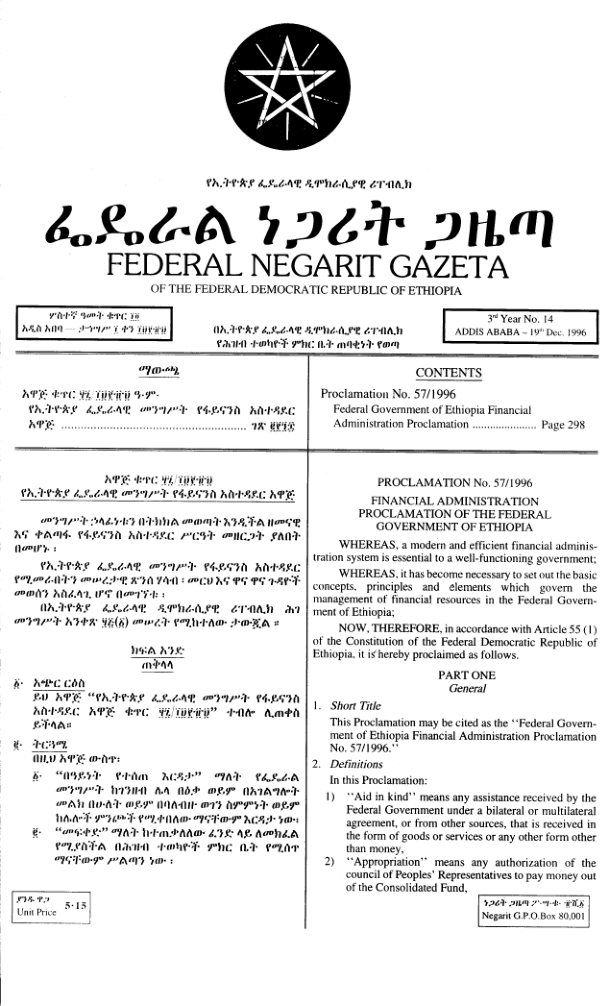 የኢትዮጵያ ፌዴራላዊ ዲሞክራሲያዊ ሪፐብሊክ
ፌዴራል ነጋሪት ጋዜጣ
FEDERAL NEGARIT GAZETA
OF THE FEDERAL DEMOCRATIC REPUBLIC OF ETHIOPIA
ሦስተኛ ዓመት ቁጥር ፲፬
አዲስ አበባ — ታኅሣሥ ፲ ቀን ፲፱፻፹፱
በኢትዮጵያ ፌዴራላዊ ዲሞክራሲያዊ ሪፐብሊክ
የሕዝብ ተወካዮች ምክር ቤት ጠባቂነት የወጣ
3rd Year No. 14
ADDIS ABABA – 19th Dec. 1996
ማውጫ
አዋጅ ቁጥር ፶፯/፲፱፻፹፱ ዓ·ም·
የኢትዮጵያ ፌዴራላዊ መንግሥት የፋይናንስ አስተዳደር
አዋጅ .................................................. ገጽ ፪፻፺፰
አዋጅ ቁጥር ፶፯/፲፱፻፹፱
የኢትዮጵያ ፌዴራላዊ መንግሥት የፋይናንስ አስተዳደር አዋጅ
መንግሥት ኃላፊነቱን በትክክል መወጣት እንዲችል ዘመናዊ
እና ቀልጣፋ የፋይናንስ አስተዳደር ሥርዓት መዘርጋት ያለበት
በመሆኑ ፡
የኢትዮጵያ ፌዴራላዊ መንግሥት የፋይናንስ አስተዳደር
የሚመራበትን መሠረታዊ ጽንሰ ሃሳብ ፡ መርህ እና ዋና ዋና ጉዳዮች
መወሰን አስፈላጊ ሆኖ በመገኘቱ ፡
በኢትዮጵያ ፌዴራላዊ ዲሞክራሲያዊ ሪፐብሊክ ሕገ
መንግሥት አንቀጽ ፶፭(፩) መሠረት የሚከተለው ታውጇል ።
ክፍል አንድ
ጠቅላላ
፩· አጭር ርዕስ
ይህ አዋጅ “የኢትዮጵያ ፌዴራላዊ መንግሥት የፋይናንስ
አስተዳደር አዋጅ ቁጥር ፶፯/፲፱፻፹፱” ተብሎ ሊጠቀስ
ይችላል።
፪· ትርጓሜ
በዚህ አዋጅ ውስጥ፡
፩· “በዓይነት የተሰጠ እርዳታ” ማለት የፌዴራል
መንግሥት ከገንዘብ ሌላ በዕቃ ወይም በአገልግሎት
መልክ በሁለት ወይም በባለብዙ ወገን ስምምነት ወይም
ከሌሎች ምንጮች የሚቀበለው ማናቸውም እርዳታ ነው፡
፪· “መፍቀድ” ማለት ከተጠቃለለው ፈንድ ላይ ለመክፈል
የሚያስችል በሕዝብ ተወካዮች ምክር ቤት የሚሰጥ
ማናቸውም ሥልጣን ነው ፡
ያንዱ ዋጋ
Unit Price 5·15
CONTENTS
Proclamation No. 57/1996
Federal Government of Ethiopia Financial
Administration Proclamation ...................... Page 298
PROCLAMATION NO. 57/1996
FINANCIAL ADMINISTRATION
PROCLAMATION OF THE FEDERAL
GOVERNMENT OF ETHIOPIA
WHEREAS, a modern and efficient financial adminis-
tration system is essential to a well-functioning government;
WHEREAS, it has become necessary to set out the basic
concepts, principles and elements which govern the
management of financial resources in the Federal Govern-
ment of Ethiopia;
NOW, THEREFORE, in accordance with Article 55 (1)
of the Constitution of the Federal Democratic Republic of
Ethiopia, it is hereby proclaimed as follows.
PART ONE
General
1. Short Title
This Proclamation may be cited as the ‘‘Federal Govern-
ment of Ethiopia Financial Administration Proclamation
No. 57/1996.’’
2. Definitions
In this Proclamation:
1) ‘‘Aid in kind’’ means any assistance received by the
Federal Government under a bilateral or multilateral
agreement, or from other sources, that is received in
the form of goods or services or any other form other
than money,
2) ‘‘Appropriation’’ means any authorization of the
council of Peoples' Representatives to pay money out
of the Consolidated Fund,
ነጋሪት ጋዜጣ ፖ·ሣ·ቁ· ፹ሺ፩
Negarit G.P.O.Box 80,001